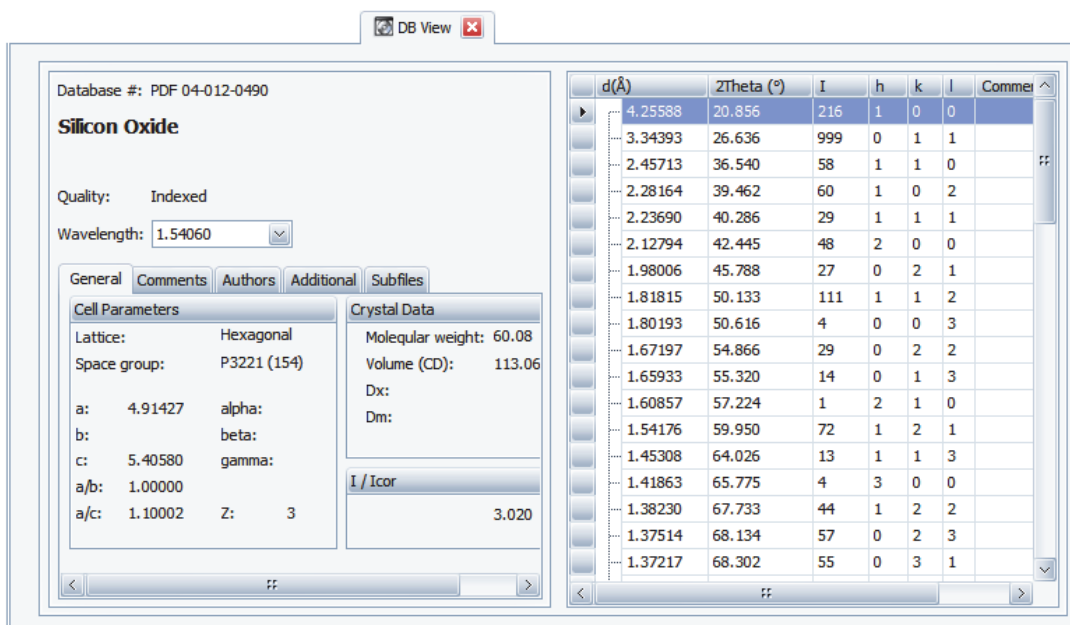 DB View
Database #: PDF 04-012-0490
Silicon Oxide
Quality: Indexed
Wavelength: 1.54060
General Comments Authors Additional Subfiles
Cell Parameters
Lattice: Hexagonal
Space group: P3221 (154)
a: 4.91427 alpha:
b: beta:
c: 5.40580 gamma:
a/b: 1.00000
a/c: 1.10002 Z: 3
Crystal Data
Moleqular weight: 60.08
Volume (CD): 113.06
Dx:
Dm:
I / Icor
3.020
d(Å) 2Theta (º) I h k l Commer
4.25588 20.856 216 1 0 0
3.34393 26.636 999 0 1 1
2.45713 36.540 58 1 1 0
2.28164 39.462 60 1 0 2
2.23690 40.286 29 1 1 1
2.12794 42.445 48 2 0 0
1.98006 45.788 27 0 2 1
1.81815 50.133 111 1 1 2
1.80193 50.616 4 0 0 3
1.67197 54.866 29 0 2 2
1.65933 55.320 14 0 1 3
1.60857 57.224 1 2 1 0
1.54176 59.950 72 1 2 1
1.45308 64.026 13 1 1 3
1.41863 65.775 4 3 0 0
1.38230 67.733 44 1 2 2
1.37514 68.134 57 0 2 3
1.37217 68.302 55 0 3 1